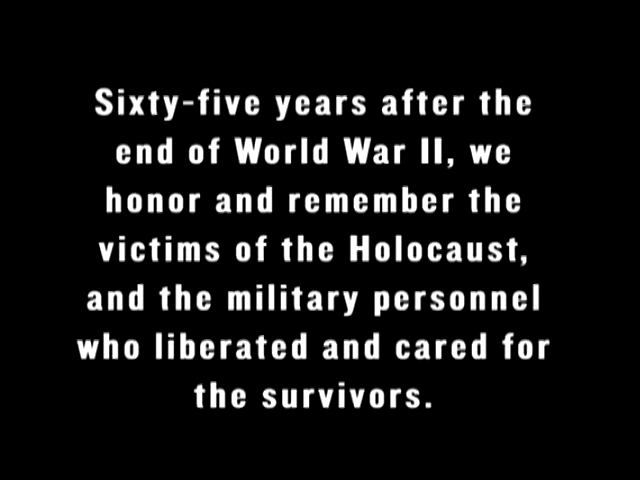 Sixty-five years after the
end of World War II, we
honor and remember the
victims of the Holocaust,
and the military personnel
who liberated and cared for
the survivors.